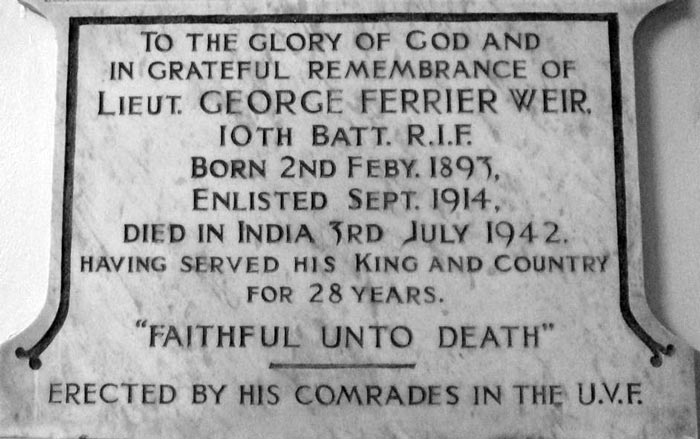 TO THE GLORY OF GOD AND
IN GRATEFUL REMEMBRANCE OF
LIEUT. GEORGE FERRIER WEIR.
10TH BATT. R.I.F.
BORN 2ND FEBY. 1893,
ENLISTED SEPT. 1914,
DIED IN INDIA 3RD JULY 1942.
HAVING SERVED HIS KING AND COUNTRY
FOR 28 YEARS.
"FAITHFUL UNTO DEATH"
ERECTED BY HIS COMRADES IN THE U.V.F.